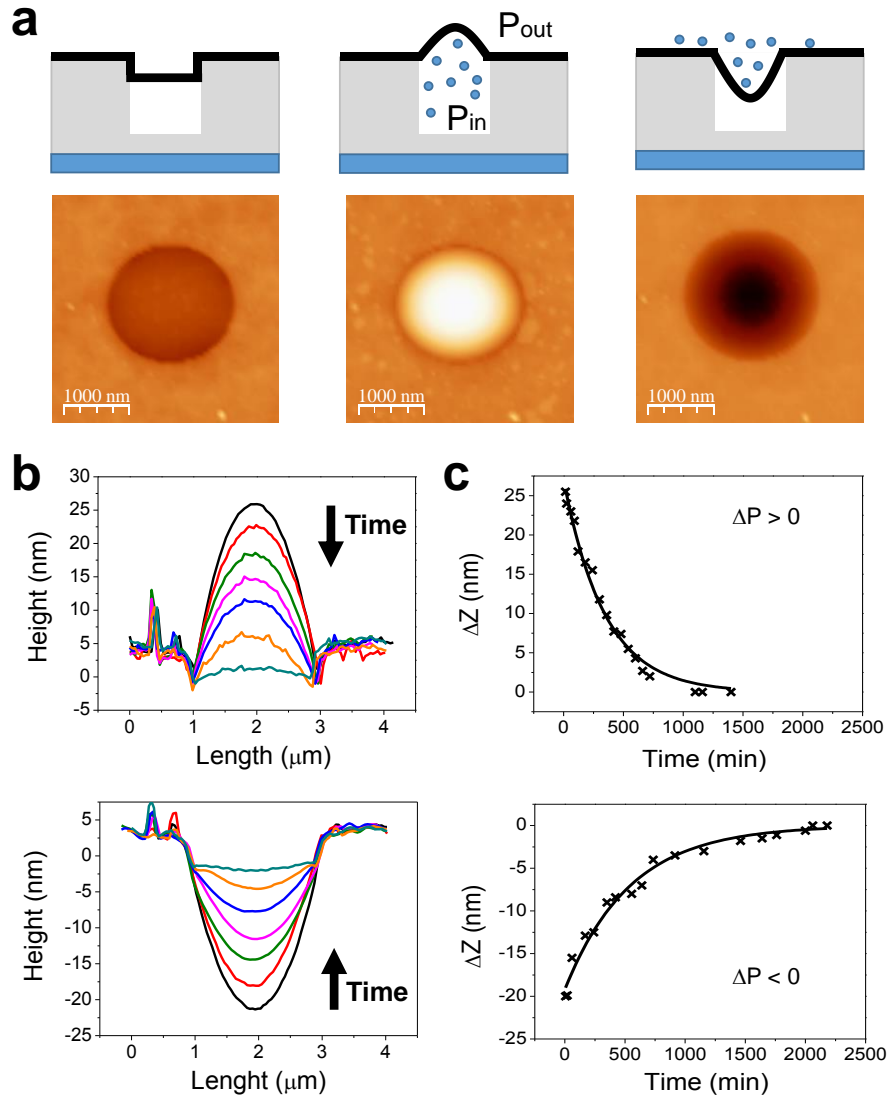 a
Pout
Pin
1000 nm
1000 nm
1000 nm
b
c
30
25
20
15
10
5
0
-5
Height (nm)
Time
0 1 2 3 4
Length (μm)
25
20
15
10
5
0
ΔZ (nm)
ΔP > 0
0 500 1000 1500 2000 2500
Time (min)
5
0
-5
-10
-15
-20
-25
Height (nm)
Time
0 1 2 3 4
Lenght (μm)
0
-5
-10
-15
-20
-25
ΔZ (nm)
ΔP < 0
0 500 1000 1500 2000 2500
Time (min)